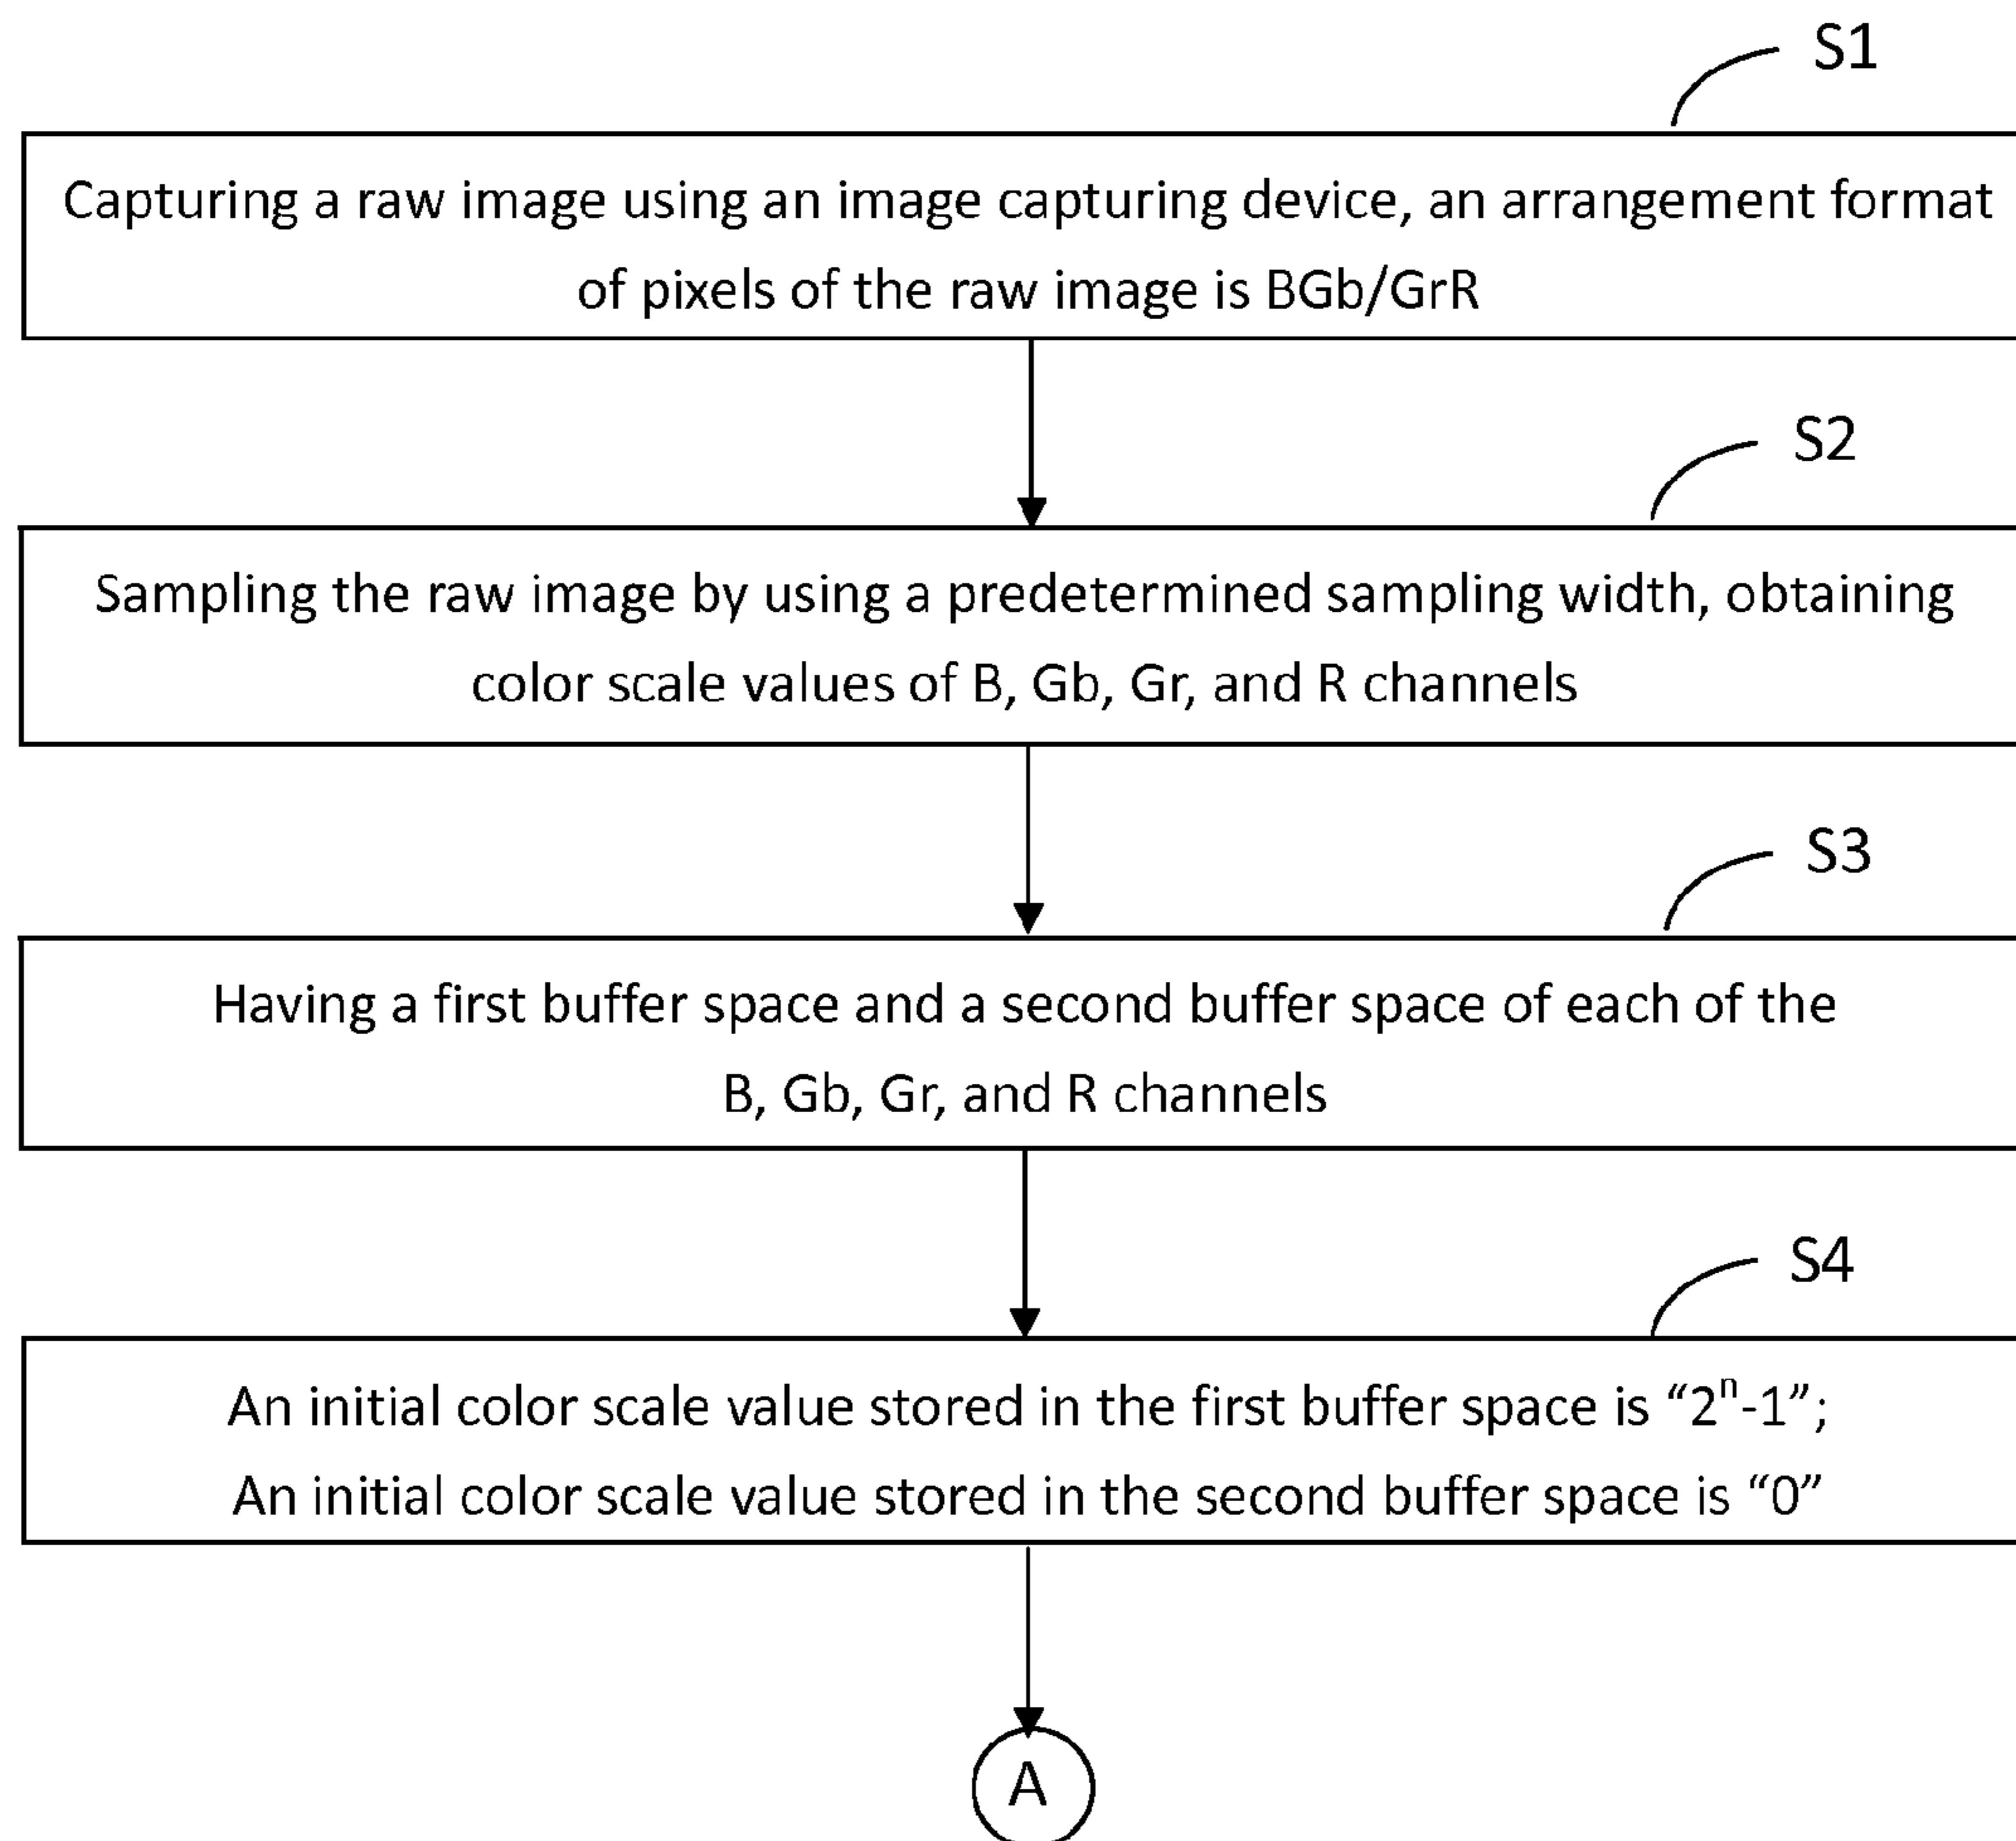 S1
Capturing a raw image using an image capturing device, an arrangement format
of pixels of the raw image is BGb/GrR
S2
Sampling the raw image by using a predetermined sampling width, obtaining
color scale values of B, Gb, Gr, and R channels
S3
Having a first buffer space and a second buffer space of each of the
B, Gb, Gr, and R channels
S4
An initial color scale value stored in the first buffer space is “2ⁿ-1”;
An initial color scale value stored in the second buffer space is “0”
A